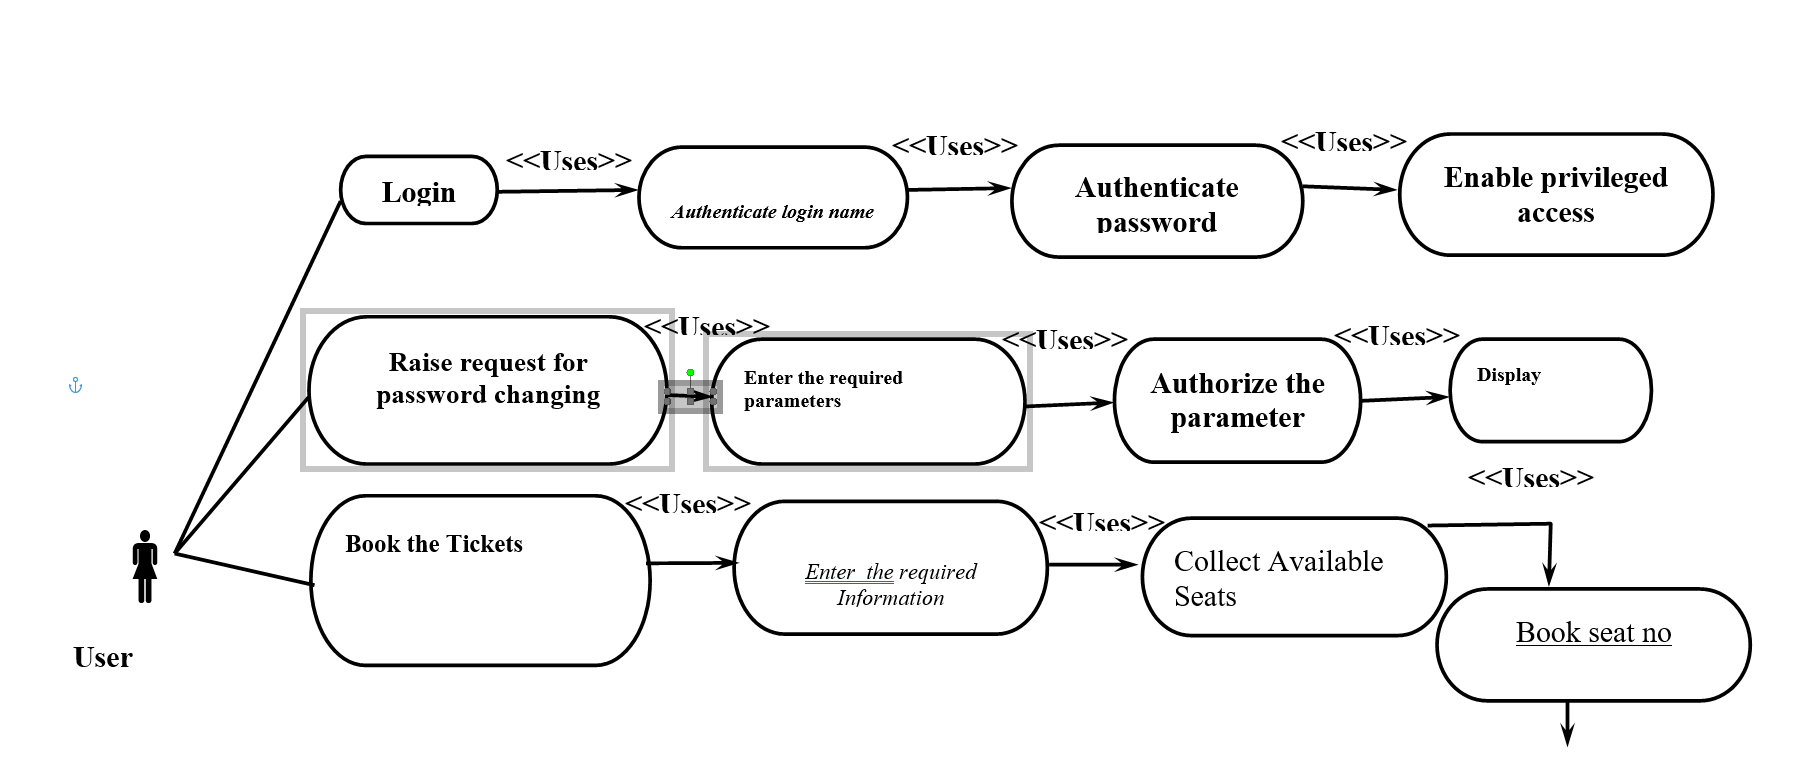 <<Uses>>
<<Uses>>
<<Uses>>
Login
Authenticate login name
Authenticate
password
Enable privileged
access
<<Uses>>
<<Uses>>
<<Uses>>
Raise request for
password changing
Enter the required
parameters
Authorize the
parameter
Display
<<Uses>>
<<Uses>>
<<Uses>>
Book the Tickets
Enter  the required
Information
Collect Available
Seats
Book seat no
User